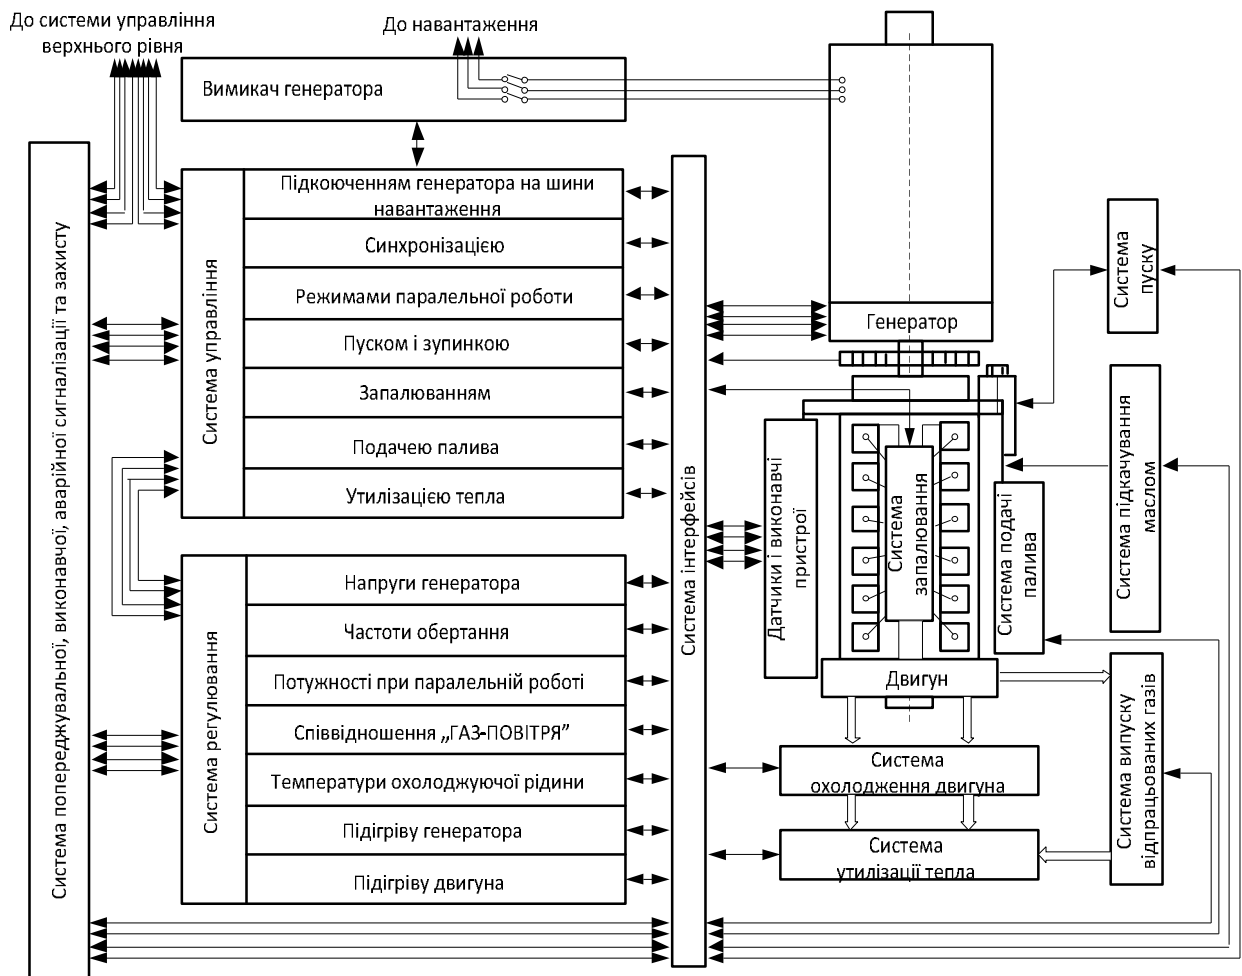 До системи управління
верхнього рівня
До навантаження
Вимикач генератора
Система попереджувальної, виконавчої, аварійної сигналізації та захисту
Система управління
Підкоюченням генератора на шини
навантаження
Синхронізацією
Режимами паралельної роботи
Пуском і зупинкою
Запалюванням
Подачею палива
Утилізацією тепла
Система регулювання
Напруги генератора
Частоти обертання
Потужності при паралельній роботі
Співвідношення „ГАЗ-ПОВІТРЯ”
Температури охолоджуючої рідини
Підігріву генератора
Підігріву двигуна
Система інтерфейсів
Генератор
Датчики і виконавчі
пристрої
Система
запалювання
Система подачі
палива
Двигун
Система
охолодження двигуна
Система
утилізації тепла
Система
пуску
Система підкачування
маслом
Система випуску
відпрацьованих газів